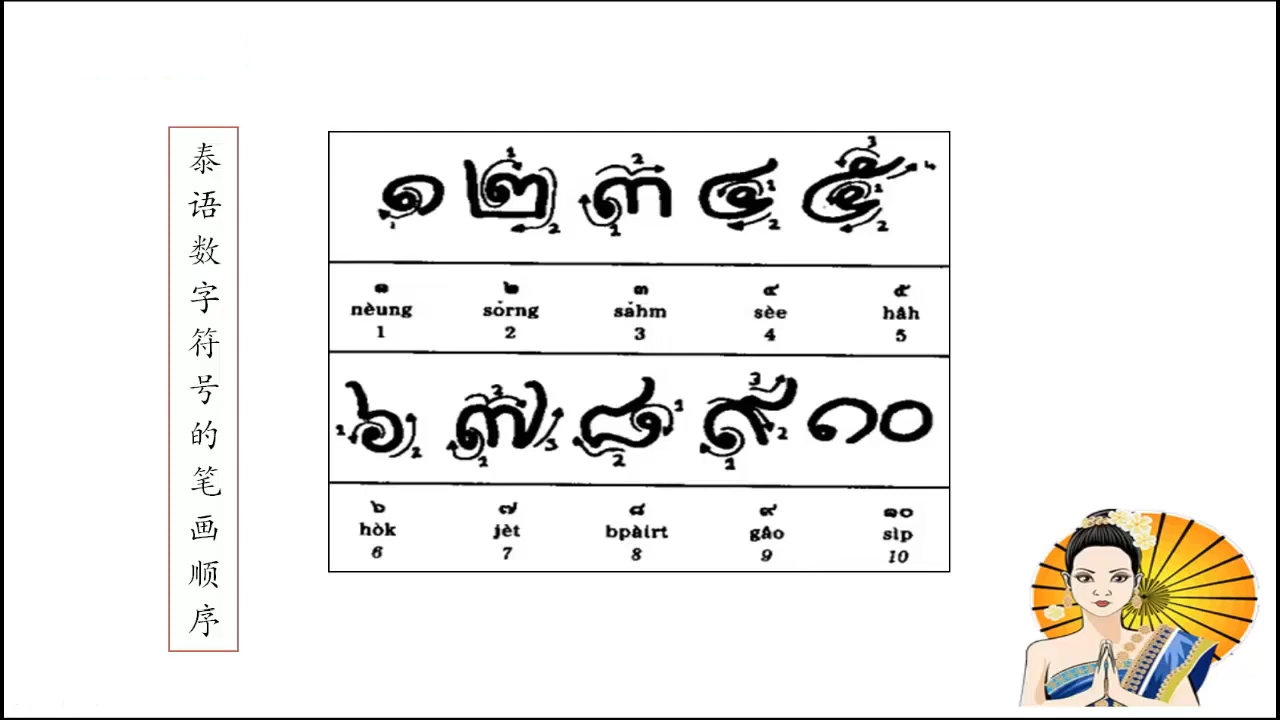 泰语数字符号的笔画顺序
๑ ๒ ๓ ๔ ๕
๑ ๒ ๓ ๔ ๕
nèung sǒrng sǎhm sèe hâh
1 2 3 4 5
๖ ๗ ๘ ๙ ๑๐
๖ ๗ ๘ ๙ ๑๐
hòk jèt bpàirt gâo sìp
6 7 8 9 10